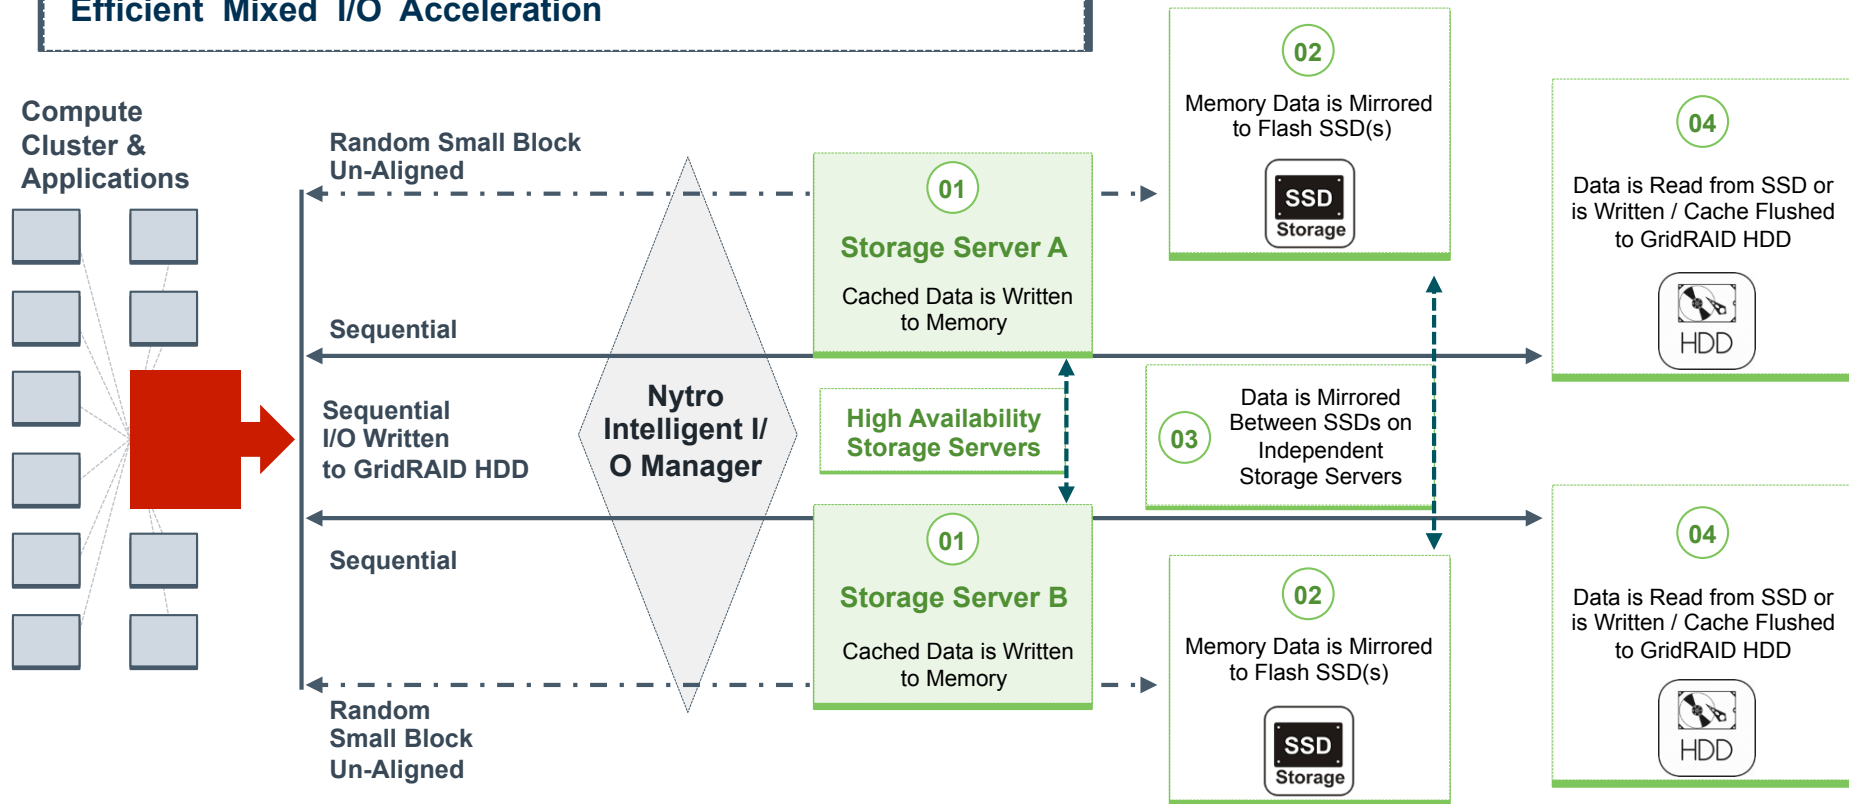 Efficient Mixed I/O Acceleration
Compute
Cluster &
Applications
Random Small Block
Un-Aligned
Sequential
Sequential
I/O Written
to GridRAID HDD
Sequential
Random
Small Block
Un-Aligned
Nytro
Intelligent I/
O Manager
01
Storage Server A
Cached Data is Written
to Memory
High Availability
Storage Servers
01
Storage Server B
Cached Data is Written
to Memory
02
Memory Data is Mirrored
to Flash SSD(s)
SSD
Storage
03
Data is Mirrored
Between SSDs on
Independent
Storage Servers
02
Memory Data is Mirrored
to Flash SSD(s)
SSD
Storage
04
Data is Read from SSD or
is Written / Cache Flushed
to GridRAID HDD
HDD
04
Data is Read from SSD or
is Written / Cache Flushed
to GridRAID HDD
HDD